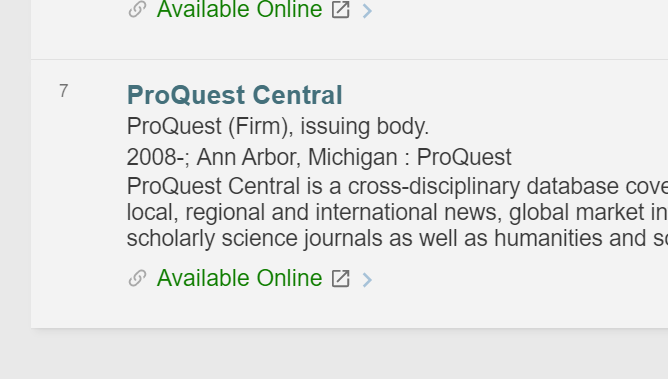 Available Online
7
ProQuest Central
ProQuest (Firm), issuing body.
2008-; Ann Arbor, Michigan : ProQuest
ProQuest Central is a cross-disciplinary database cove
local, regional and international news, global market in
scholarly science journals as well as humanities and so
Available Online